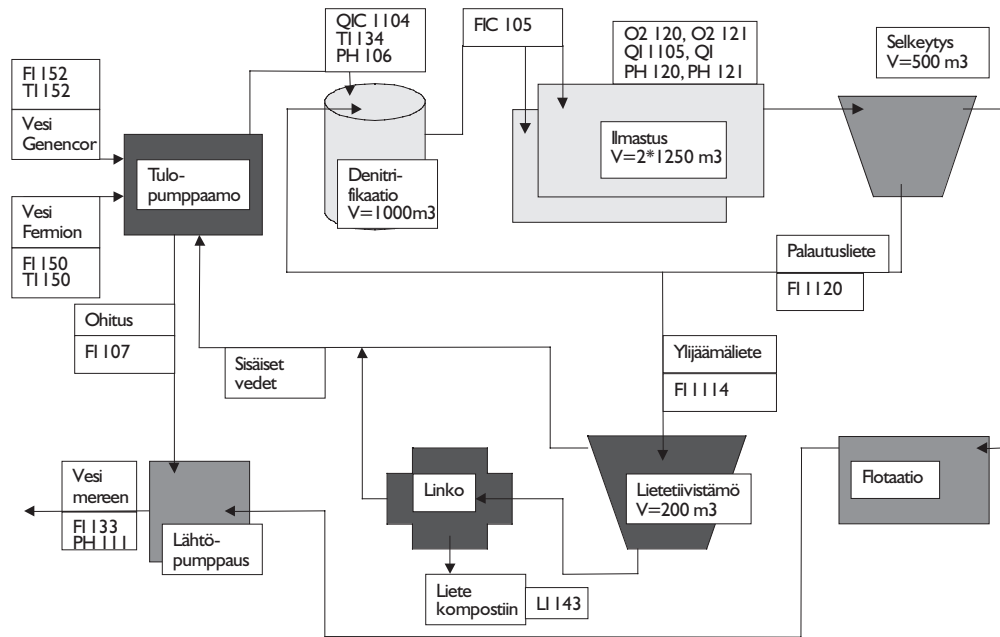 QIC 1104
TI 134
PH 106
FIC 105
O2 120, O2 121
QI 1105, QI
PH 120, PH 121
Selkeytys
V=500 m3
FI 152
TI 152
Vesi
Genencor
Tulo-
pumppaamo
Denitri-
fikaatio
V=1000m3
Ilmastus
V=2*1250 m3
Vesi
Fermion
FI 150
TI 150
Palautusliete
FI 1120
Ohitus
FI 107
Sisäiset
vedet
Ylijäämäliete
FI 1114
Vesi
mereen
FI 133
PH 111
Lähtö-
pumppaus
Linko
Lietetiivistämö
V=200 m3
Flotaatio
Liete
kompostiin
LI 143